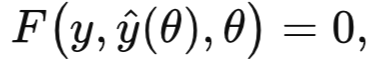 F(y, ŷ(θ), θ) = 0,